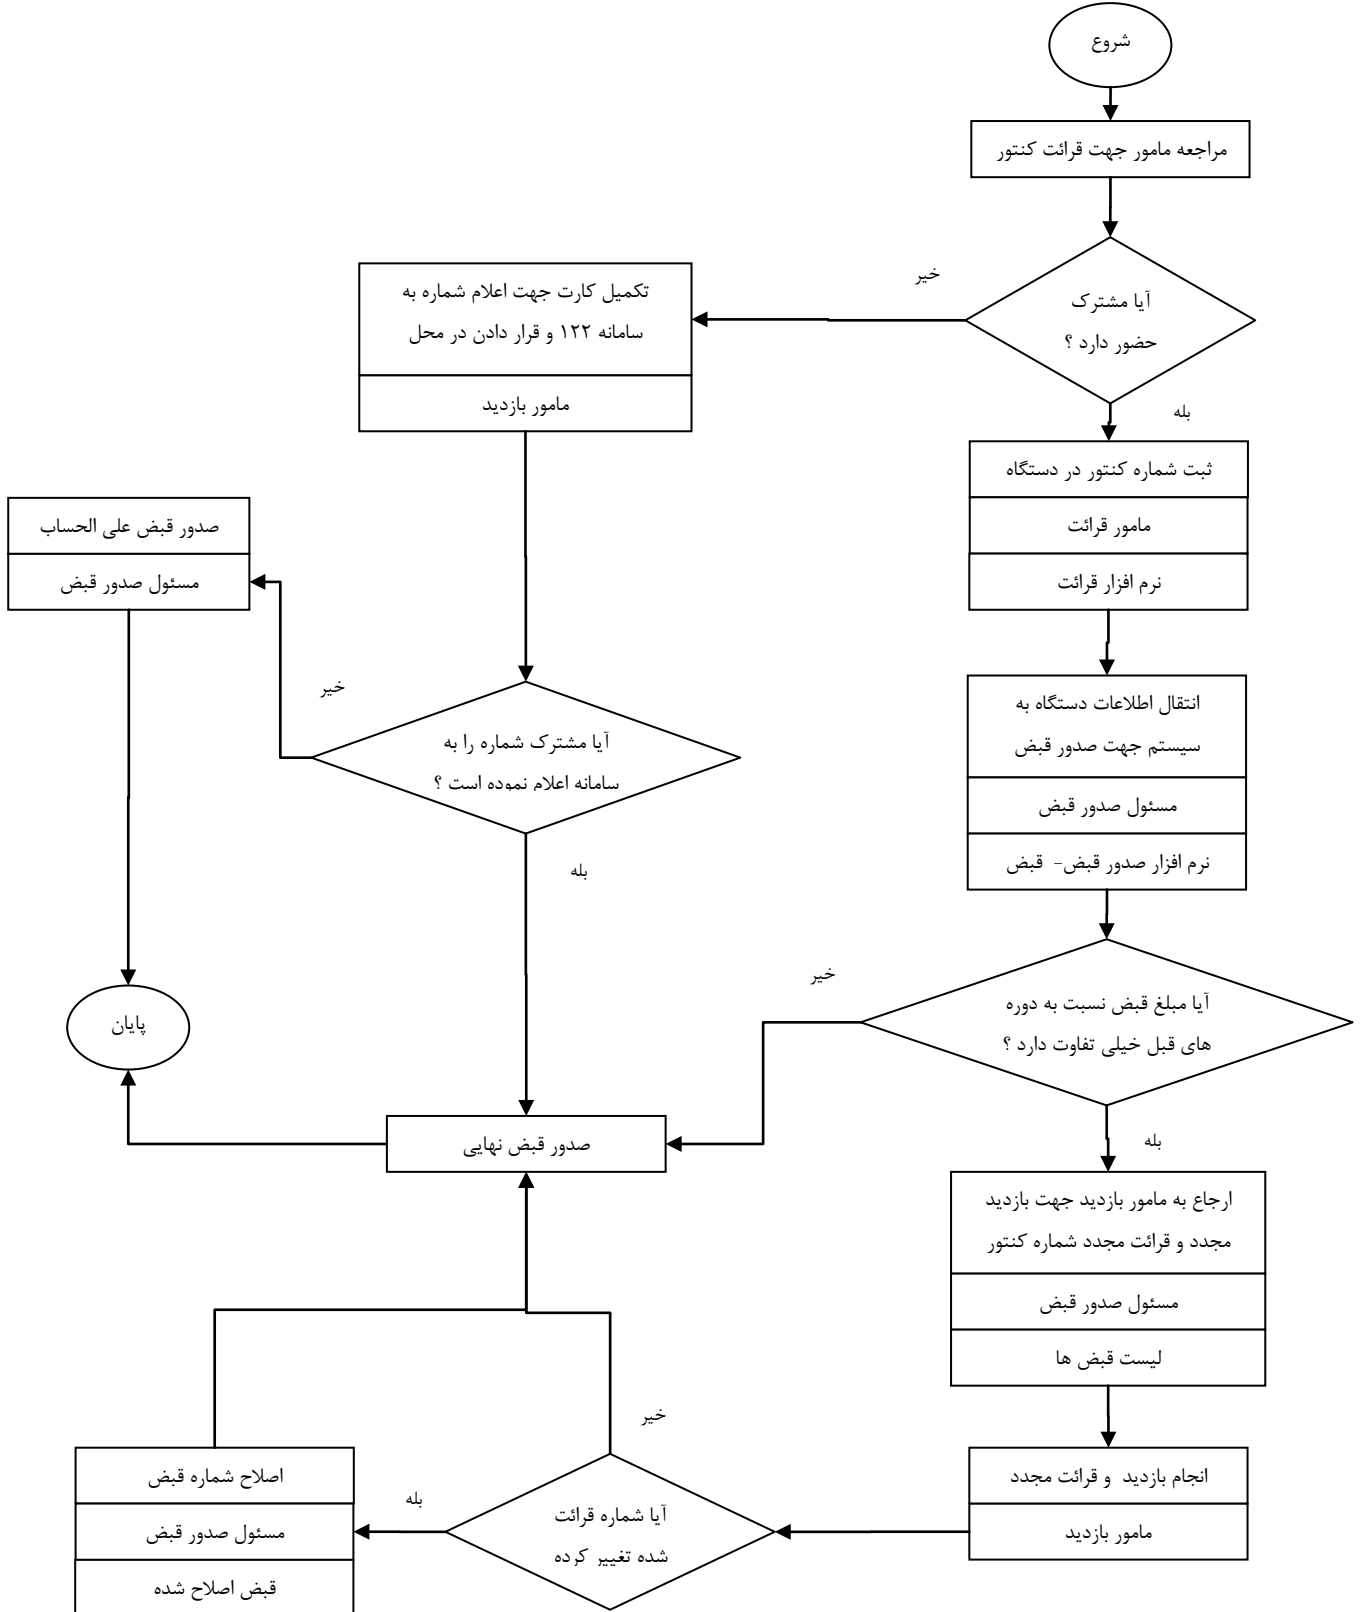 شروع
مراجعه مامور جهت قرائت کنتور
آیا مشترک
حضور دارد ؟
خیر
بله
تکمیل کارت جهت اعلام شماره به
سامانه ۱۲۲ و قرار دادن در محل
مامور بازدید
ثبت شماره کنتور در دستگاه
مامور قرائت
نرم افزار قرائت
صدور قبض علی الحساب
مسئول صدور قبض
خیر
آیا مشترک شماره را به
سامانه اعلام نموده است ؟
بله
انتقال اطلاعات دستگاه به
سیستم جهت صدور قبض
مسئول صدور قبض
نرم افزار صدور قبض- قبض
خیر
آیا مبلغ قبض نسبت به دوره
های قبل خیلی تفاوت دارد ؟
بله
پایان
صدور قبض نهایی
ارجاع به مامور بازدید جهت بازدید
مجدد و قرائت مجدد شماره کنتور
مسئول صدور قبض
لیست قبض ها
انجام بازدید و قرائت مجدد
مامور بازدید
خیر
آیا شماره قرائت
شده تغییر کرده
بله
اصلاح شماره قبض
مسئول صدور قبض
قبض اصلاح شده